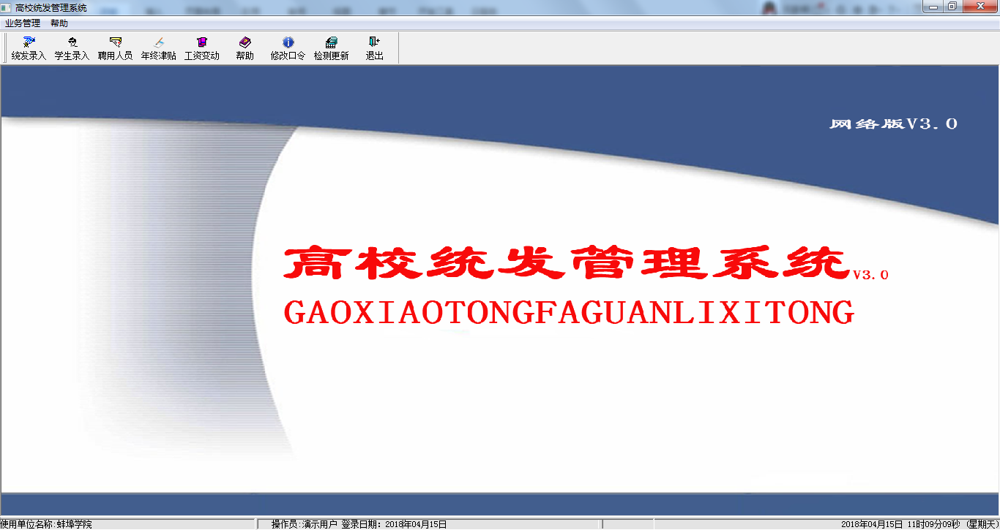 高校统发管理系统
业务管理 帮助
统发录入 学生录入 聘用人员 年终津贴 工资变动 帮助 修改口令 检测更新 退出
网络版V3.0
高校统发管理系统V3.0
GAOXIAOTONGFAGUANLIXITONG
使用单位名称:蚌埠学院 操作员:演示用户 登录日期: 2018年04月15日 2018年04月15日 11时09分09秒 (星期天)